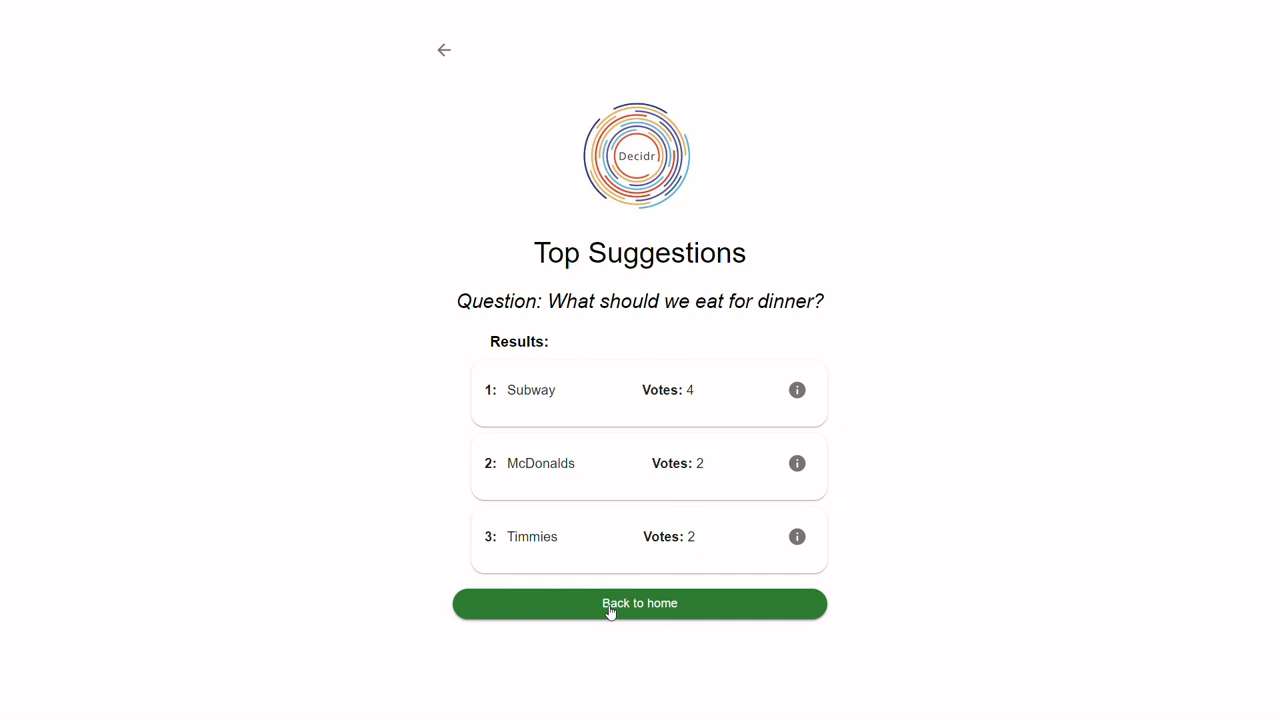 Decidr
Top Suggestions
Question: What should we eat for dinner?
Results:
1: Subway Votes: 4
2: McDonalds Votes: 2
3: Timmies Votes: 2
Back to home